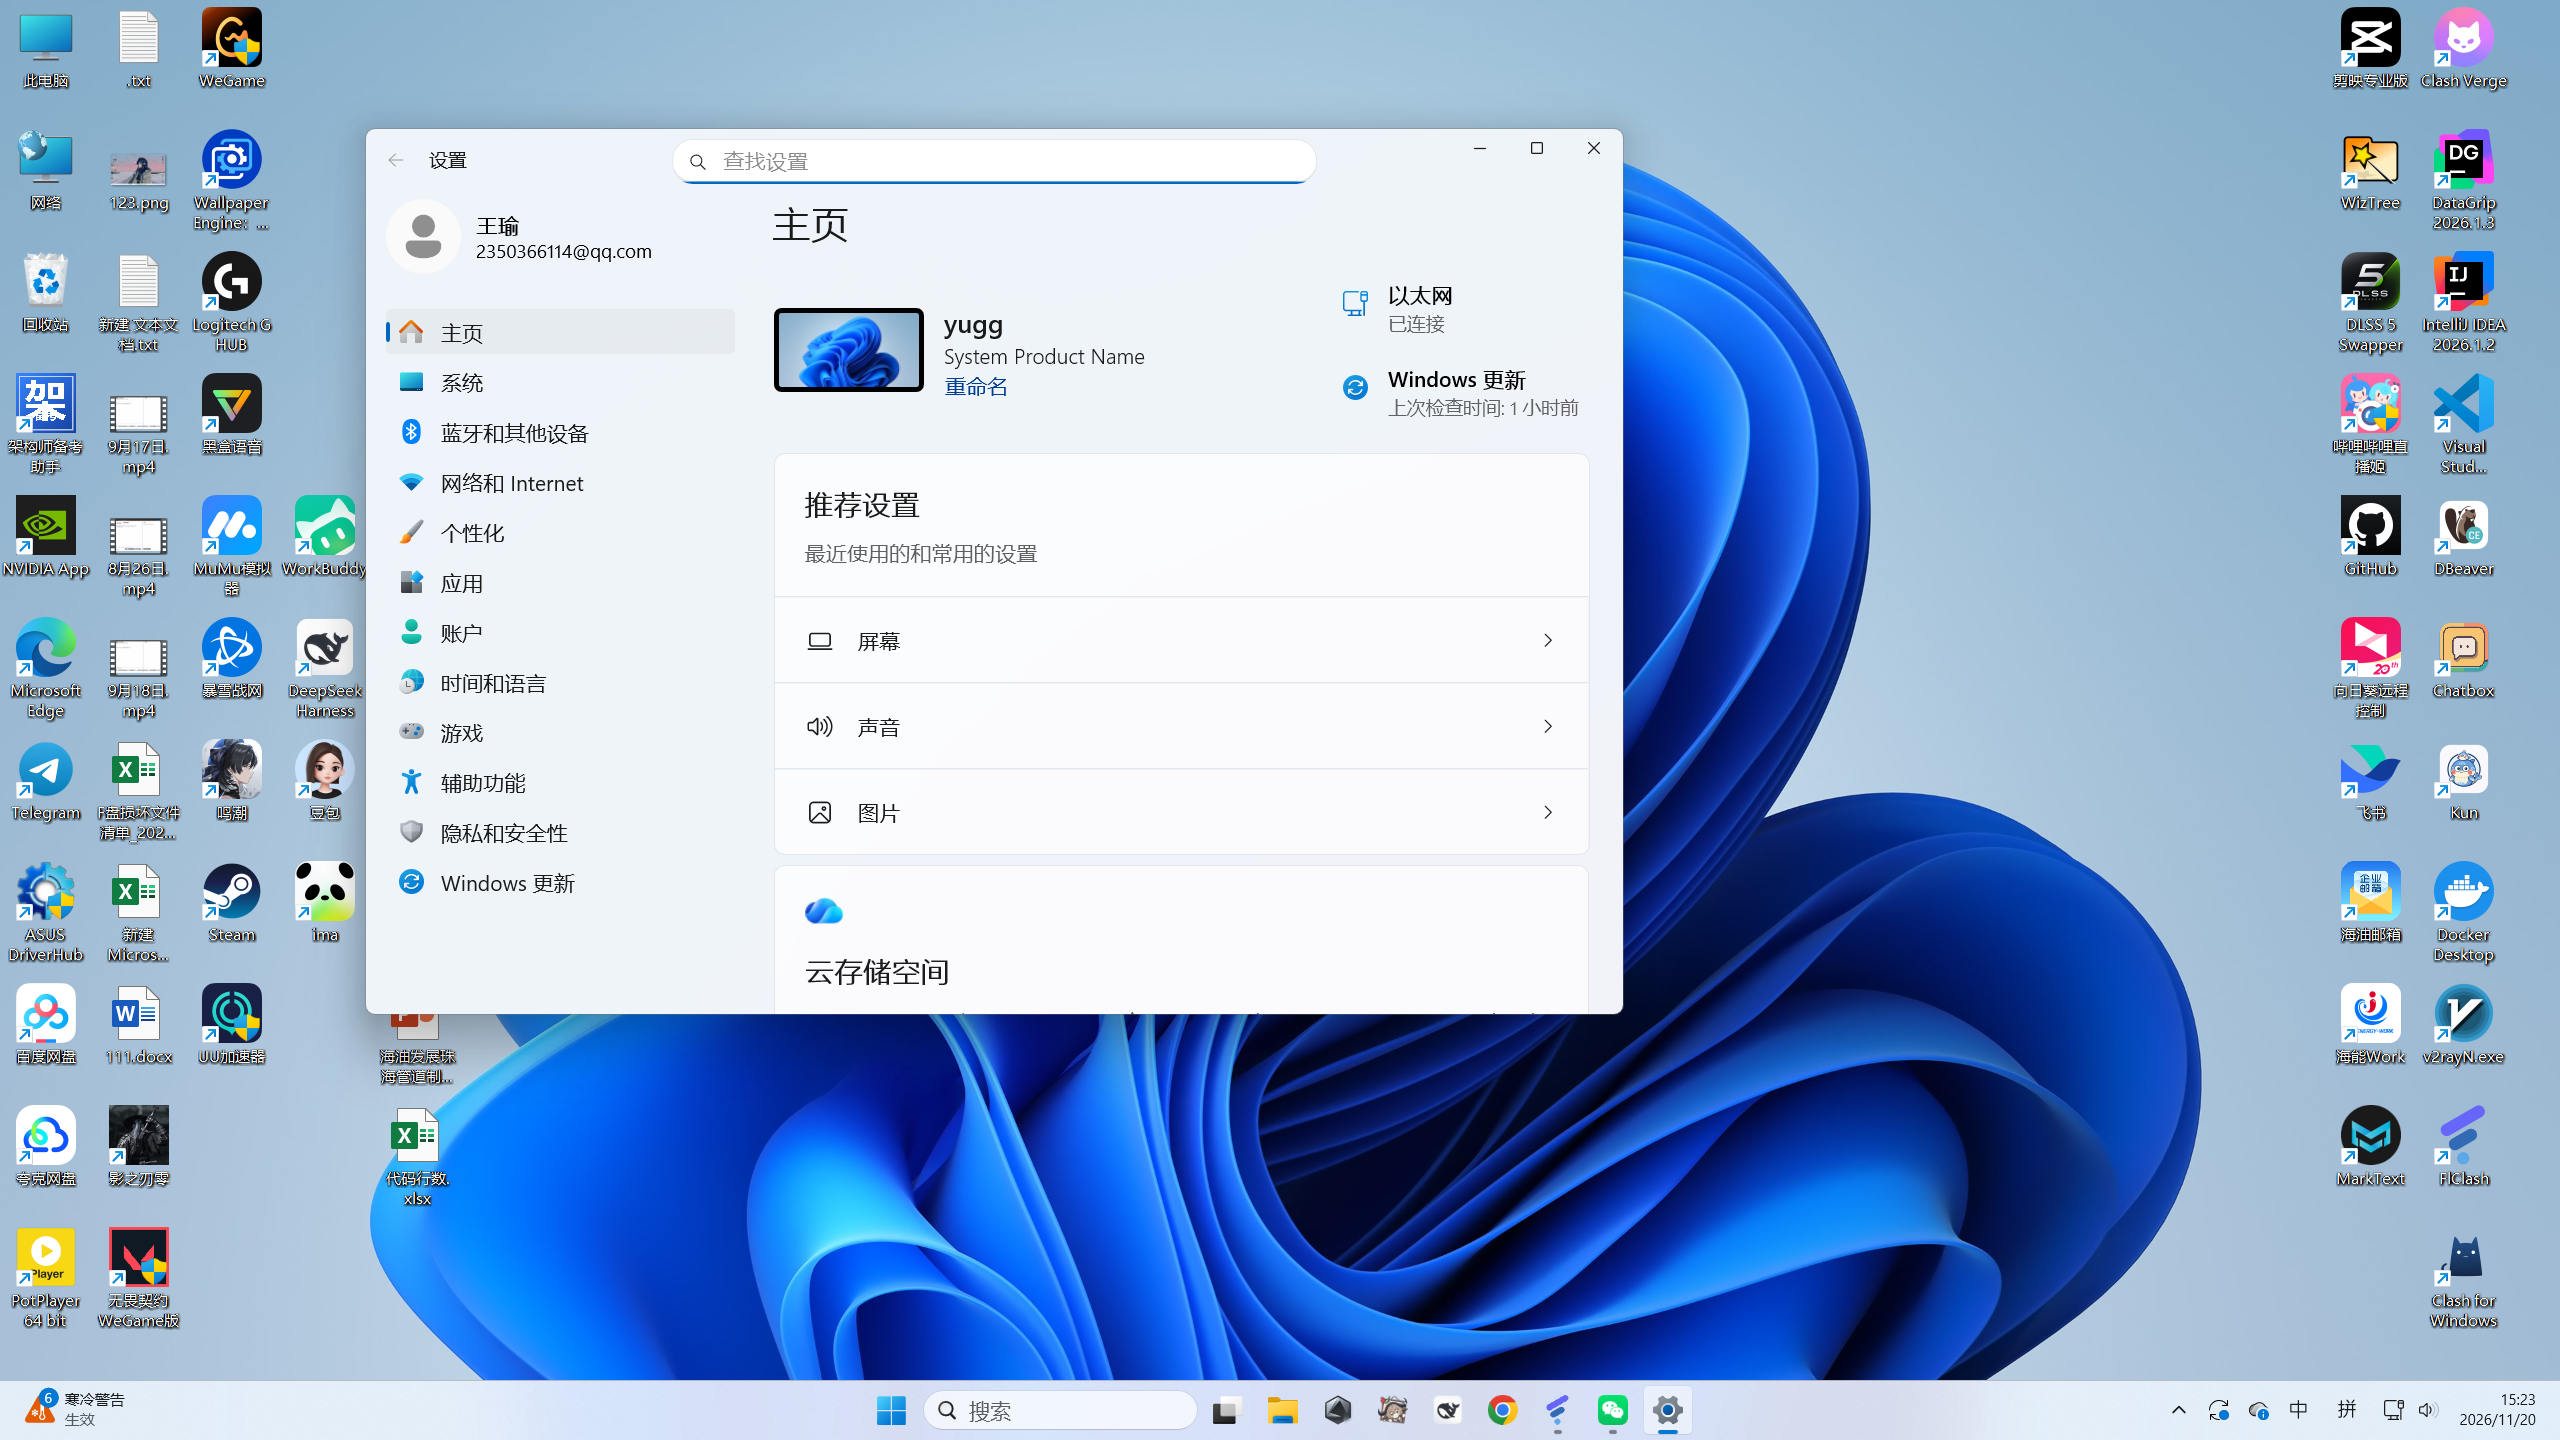 此电脑
.txt
WeGame
网络
123.png
Wallpaper
Engine: ...
回收站
新建 文本文
档.txt
Logitech G
HUB
架构师备考
助手
9月17日.
mp4
黑盒语音
NVIDIA App
8月26日.
mp4
MuMu模拟
器
WorkBuddy
Microsoft
Edge
9月18日.
mp4
暴雪战网
DeepSeek
Harness
Telegram
F盘损坏文件
清单_202...
鸣潮
豆包
ASUS
DriverHub
新建
Micros...
Steam
ima
百度网盘
111.docx
UU加速器
海油发展珠
海管道制...
夸克网盘
影之刃零
代码行数.
xlsx
PotPlayer
64 bit
无畏契约
WeGame版
设置
查找设置
王瑜
2350366114@qq.com
主页
系统
蓝牙和其他设备
网络和 Internet
个性化
应用
账户
时间和语言
游戏
辅助功能
隐私和安全性
Windows 更新
主页
yugg
System Product Name
重命名
以太网
已连接
Windows 更新
上次检查时间: 1 小时前
推荐设置
最近使用的和常用的设置
屏幕
声音
图片
云存储空间
剪映专业版
Clash Verge
WizTree
DG
DataGrip
2026.1.3
5
DLSS
DLSS 5
Swapper
IJ
IntelliJ IDEA
2026.1.2
哔哩哔哩直
播姬
Visual
Stud...
GitHub
CE
DBeaver
20th
向日葵远程
控制
Chatbox
飞书
Kun
企业
邮箱
海油邮箱
Docker
Desktop
ENERGY-WORK
海能Work
v2rayN.exe
MarkText
FlClash
Clash for
Windows
架
Player
6
寒冷警告
生效
搜索
中
拼
15:23
2026/11/20